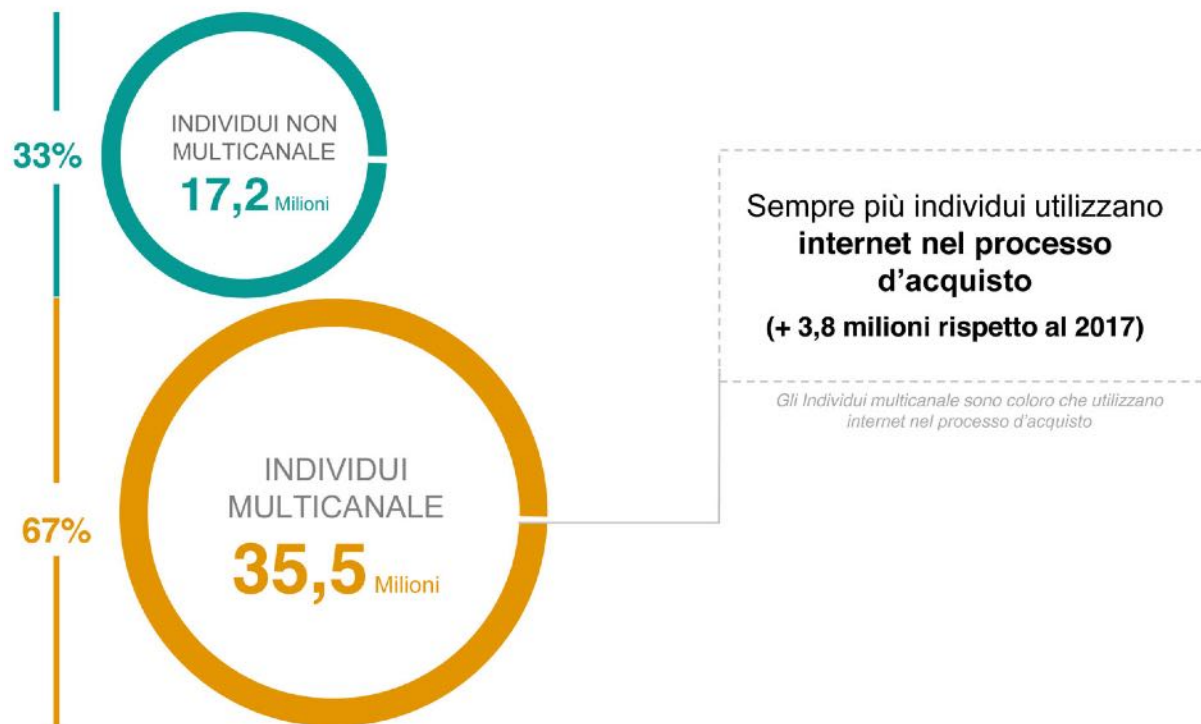 33%
INDIVIDUI NON
MULTICANALE
17,2 Milioni
67%
INDIVIDUI
MULTICANALE
35,5 Milioni
Sempre più individui utilizzano
internet nel processo
d'acquisto
(+ 3,8 milioni rispetto al 2017)
Gli Individui multicanale sono coloro che utilizzano
internet nel processo d'acquisto